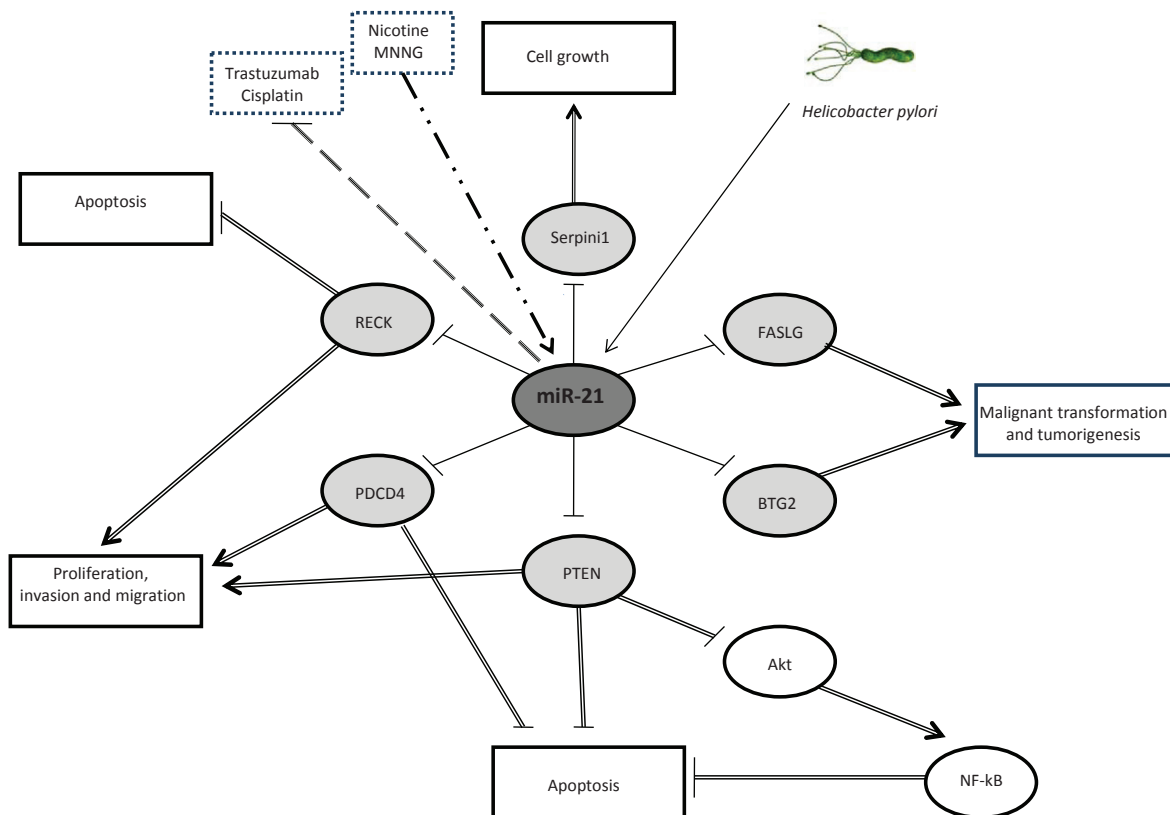 Nicotine
MNNG
Trastuzumab
Cisplatin
Cell growth
Helicobacter pylori
Apoptosis
Serpini1
RECK
FASLG
miR-21
Malignant transformation
and tumorigenesis
PDCD4
BTG2
Proliferation,
invasion and migration
PTEN
Akt
Apoptosis
NF-kB